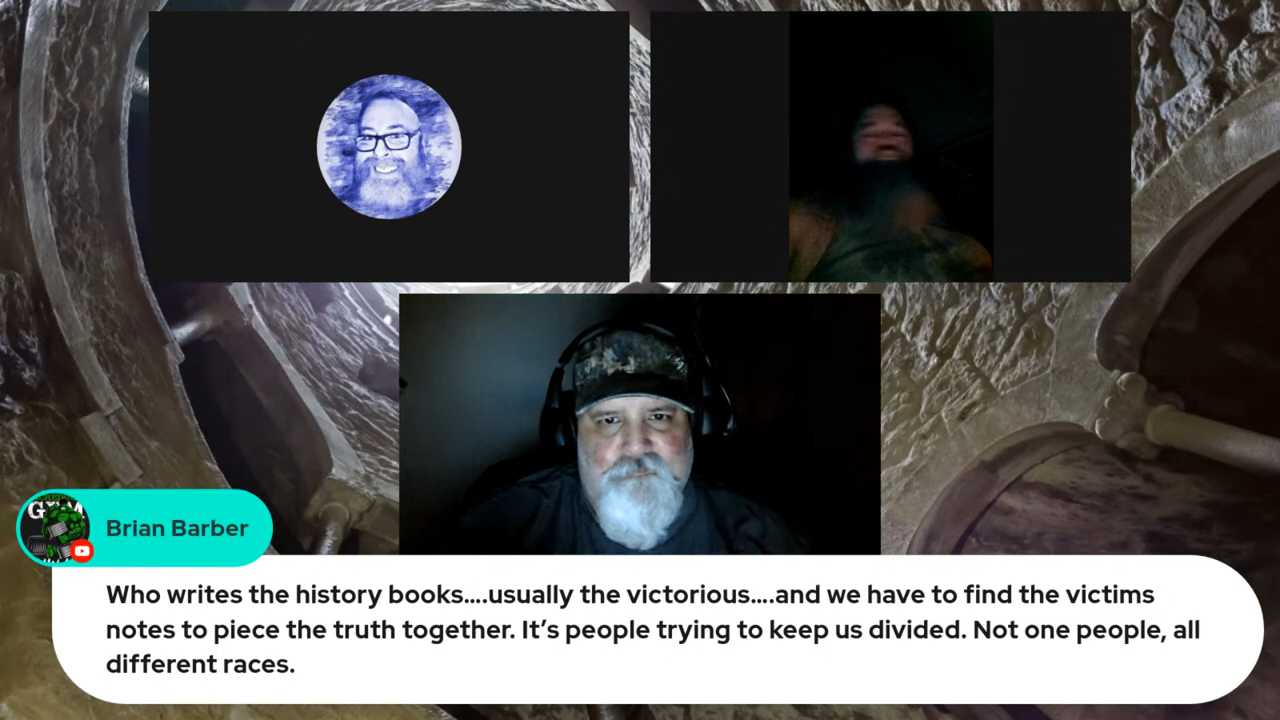 Brian Barber
Who writes the history books....usually the victorious....and we have to find the victims
notes to piece the truth together. It’s people trying to keep us divided. Not one people, all
different races.